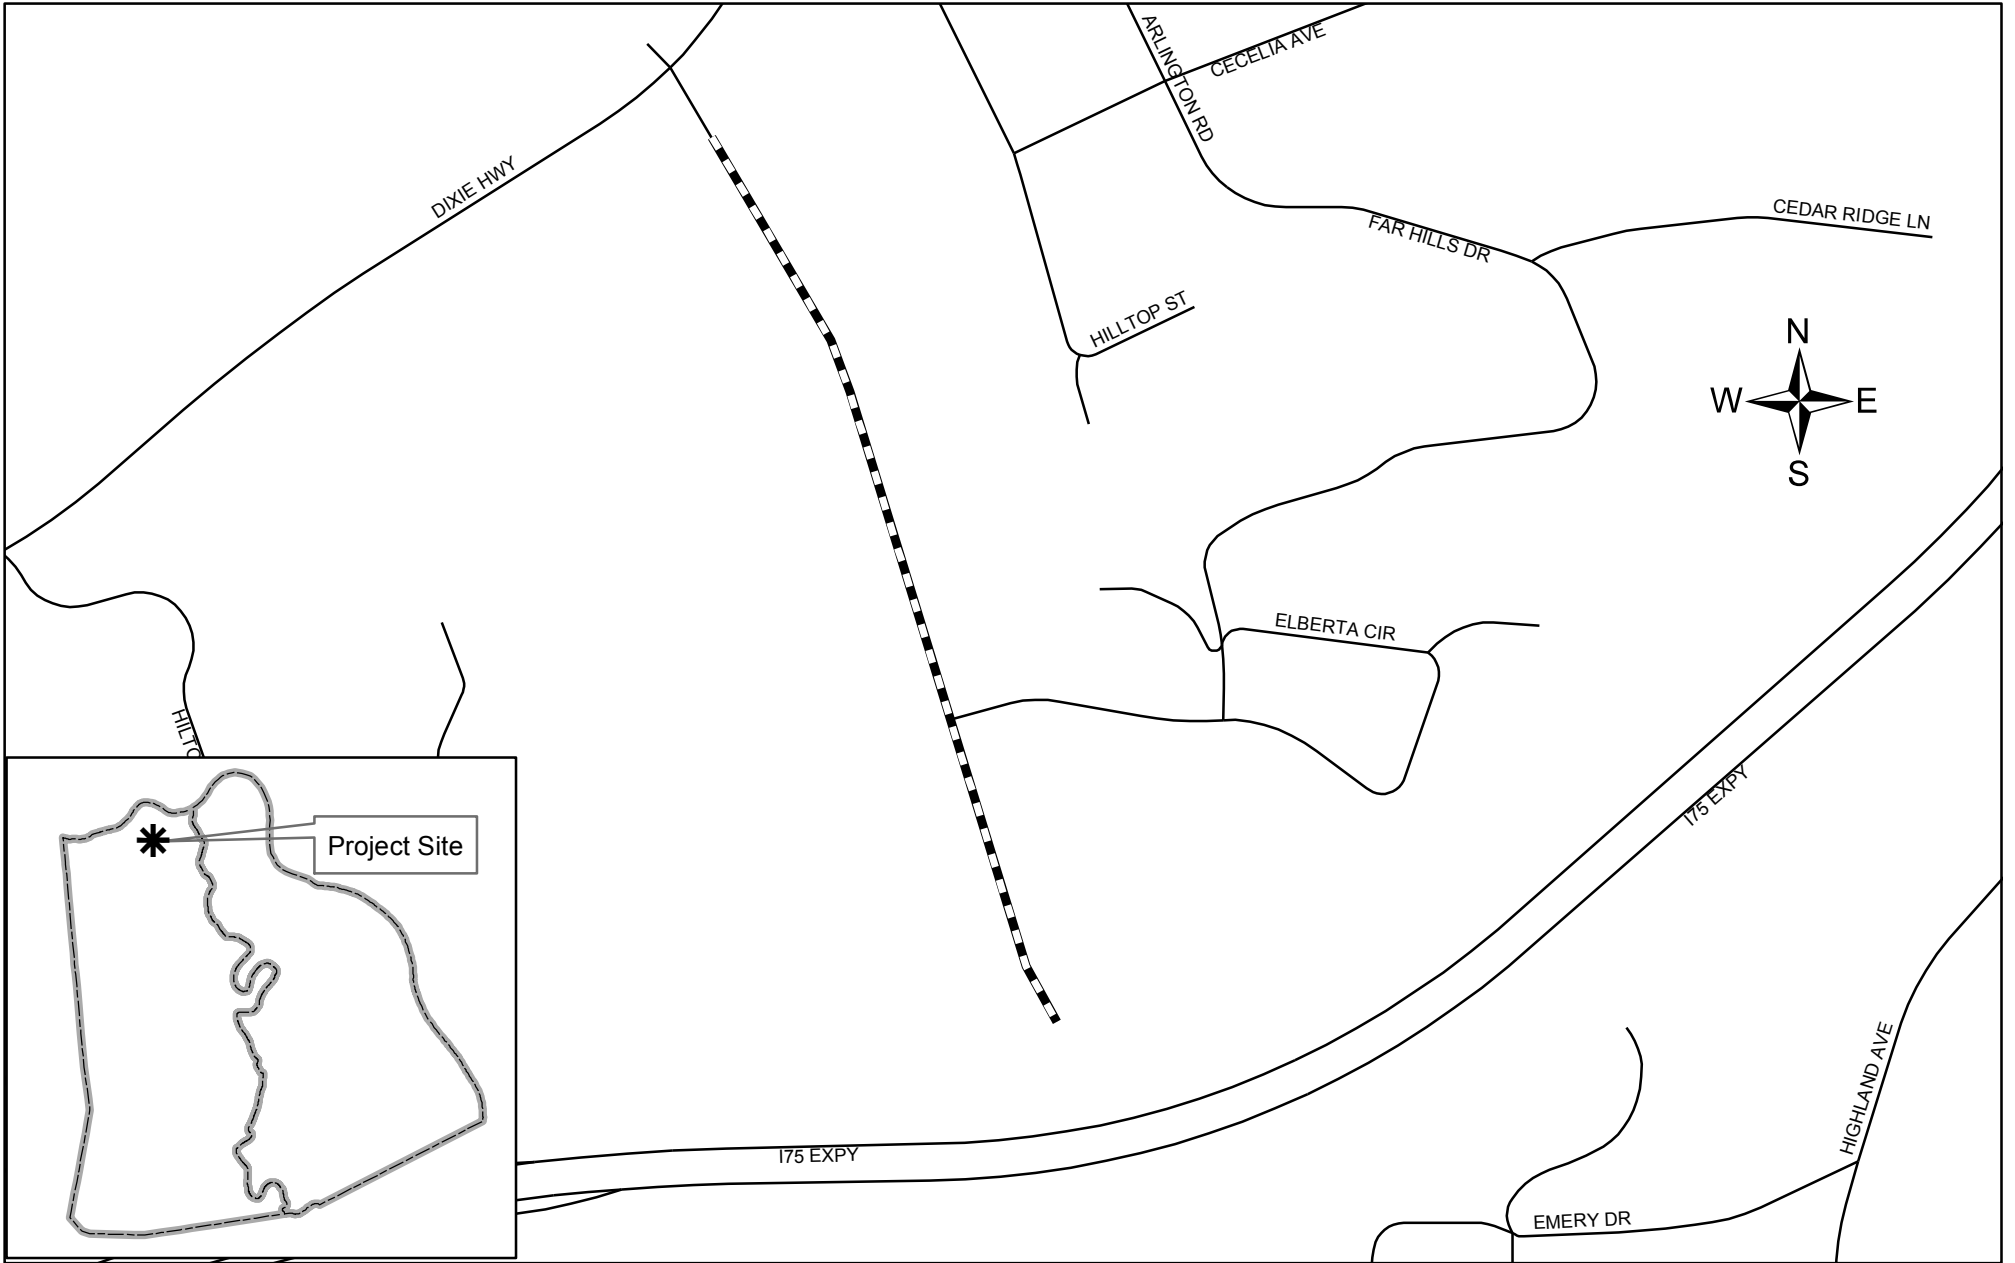 ARLINGTON RD
CECELIA AVE
DIXIE HWY
CEDAR RIDGE LN
FAR HILLS DR
HILLTOP ST
N
W
E
S
ELBERTA CIR
HILTO
I75 EXPY
Project Site
HIGHLAND AVE
I75 EXPY
EMERY DR